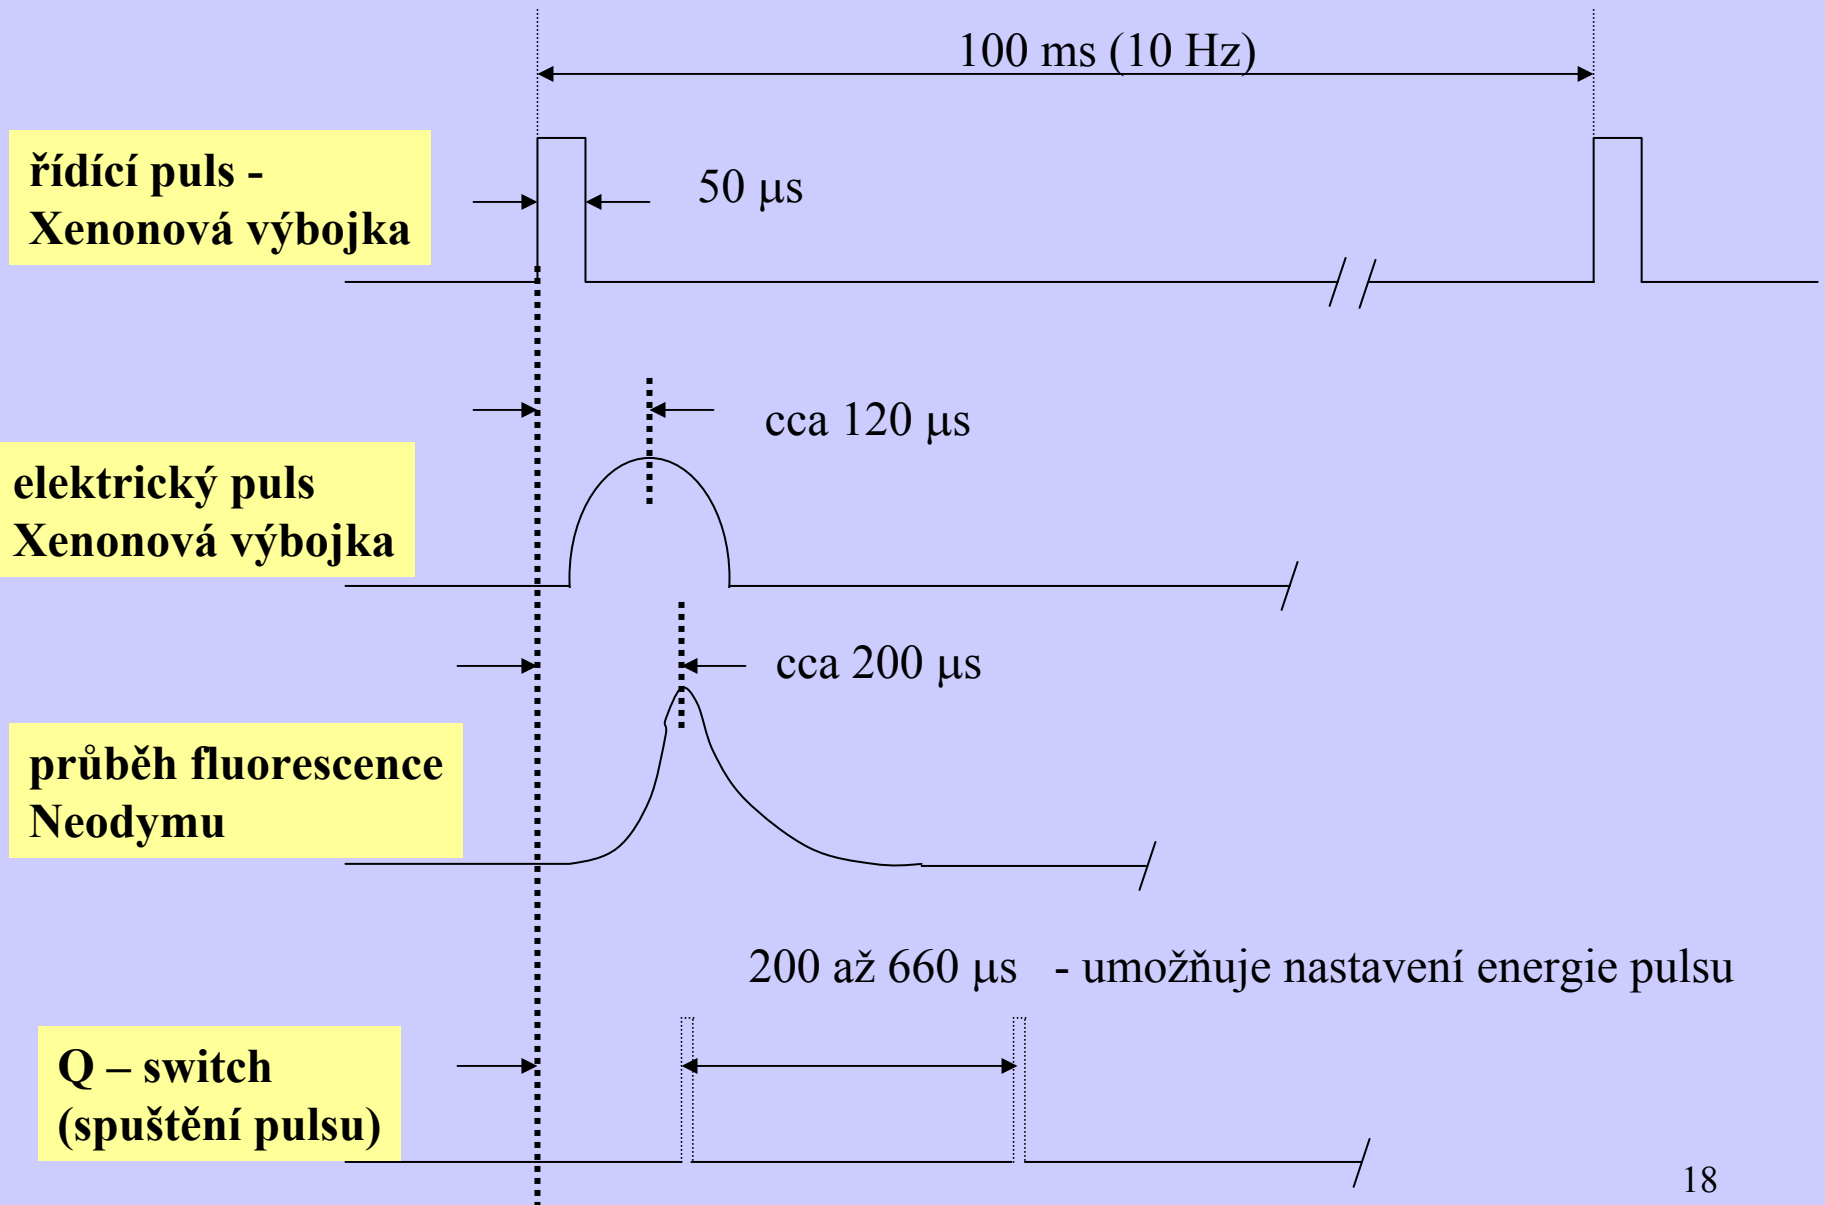 100 ms (10 Hz)
řídící puls -
Xenonová výbojka
50 μs
cca 120 μs
elektrický puls
Xenonová výbojka
cca 200 μs
průběh fluorescence
Neodymu
200 až 660 μs - umožňuje nastavení energie pulsu
Q – switch
(spuštění pulsu)
18